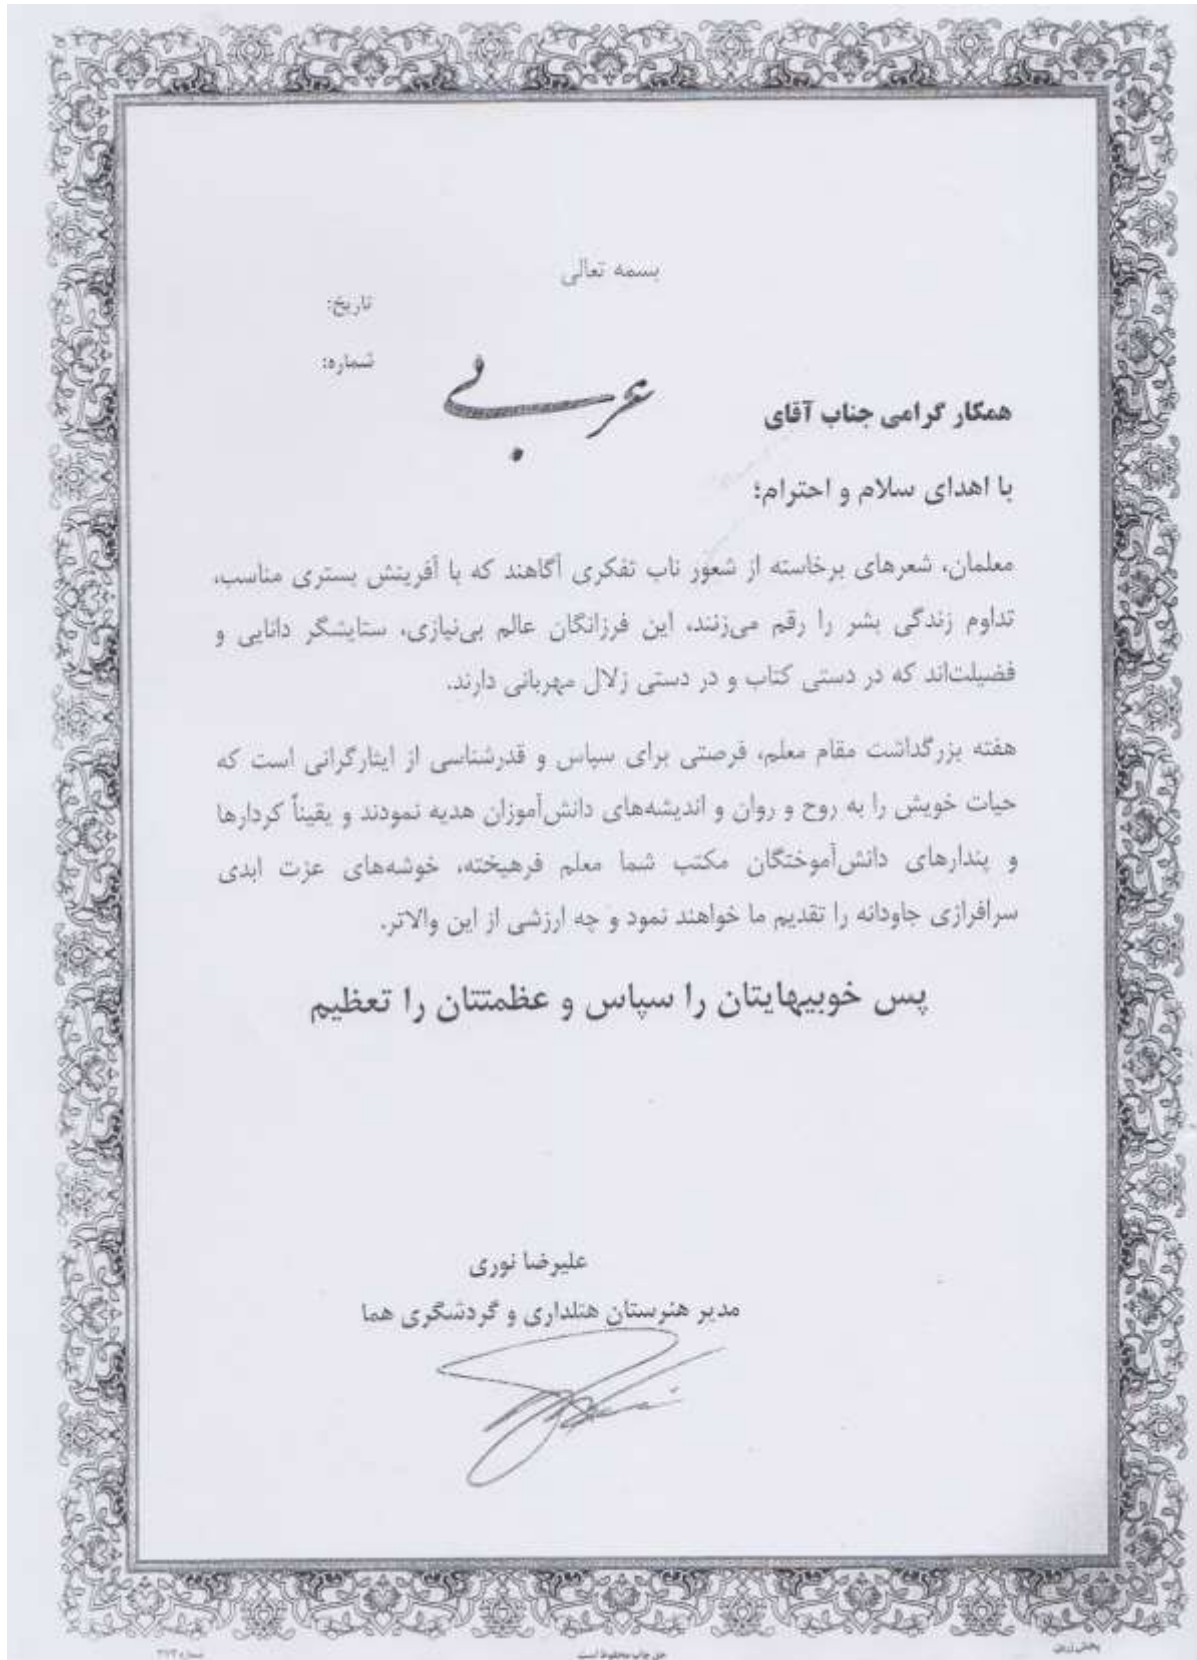 بسمه تعالی
تاریخ:
شماره:
همکار گرامی جناب آقای عربی
با اهدای سلام و احترام؛
معلمان، شعرهای برخاسته از شعور ناب تفکری آگاهند که با آفرینش بستری مناسب،
تداوم زندگی بشر را رقم می‌زنند، این فرزانگان عالم بی‌نیازی، ستایشگر دانایی و
فضیلت‌اند که در دستی کتاب و در دستی زلال مهربانی دارند.
هفته بزرگداشت مقام معلم، فرصتی برای سپاس و قدرشناسی از ایثارگرانی است که
حیات خویش را به روح و روان و اندیشه‌های دانش‌آموزان هدیه نمودند و یقیناً کردارها
و پندارهای دانش‌آموختگان مکتب شما معلم فرهیخته، خوشه‌های عزت ابدی
سرافرازی جاودانه را تقدیم ما خواهند نمود و چه ارزشی از این والاتر.
پس خوبیهایتان را سپاس و عظمتتان را تعظیم
علیرضا نوری
مدیر هنرستان هتلداری و گردشگری هما
پخش زرین
حق چاپ محفوظ است